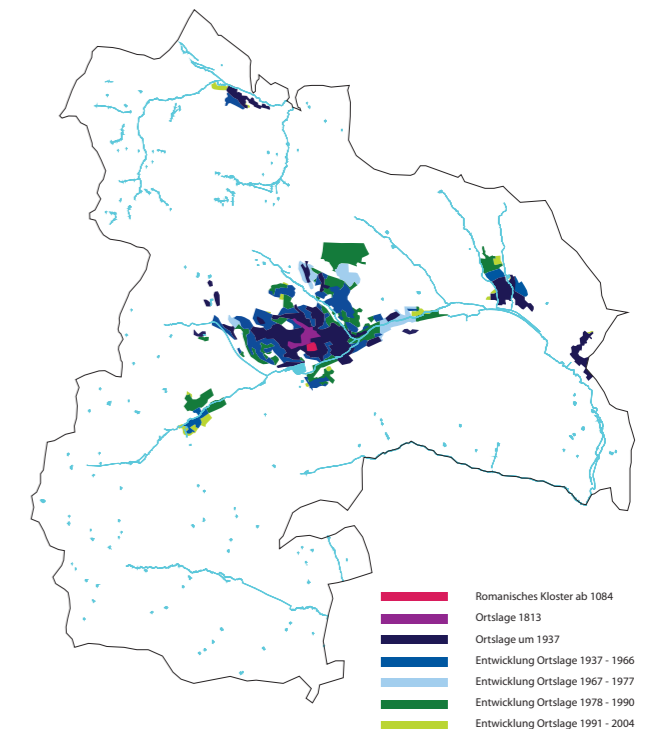 Romanisches Kloster ab 1084
Ortslage 1813
Ortslage um 1937
Entwicklung Ortslage 1937 - 1966
Entwicklung Ortslage 1967 - 1977
Entwicklung Ortslage 1978 - 1990
Entwicklung Ortslage 1991 - 2004